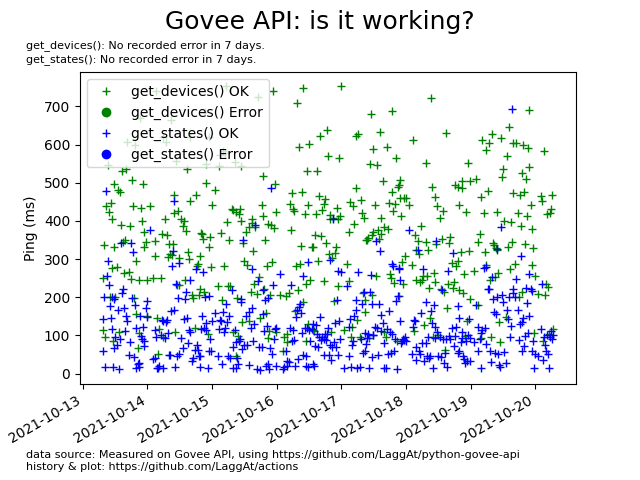 Govee API: is it working?
get_devices(): No recorded error in 7 days.
get_states(): No recorded error in 7 days.
get_devices() OK
get_devices() Error
get_states() OK
get_states() Error
Ping (ms)
700
600
500
400
300
200
100
0
2021-10-13
2021-10-14
2021-10-15
2021-10-16
2021-10-17
2021-10-18
2021-10-19
2021-10-20
data source: Measured on Govee API, using https://github.com/LaggAt/python-govee-api
history & plot: https://github.com/LaggAt/actions